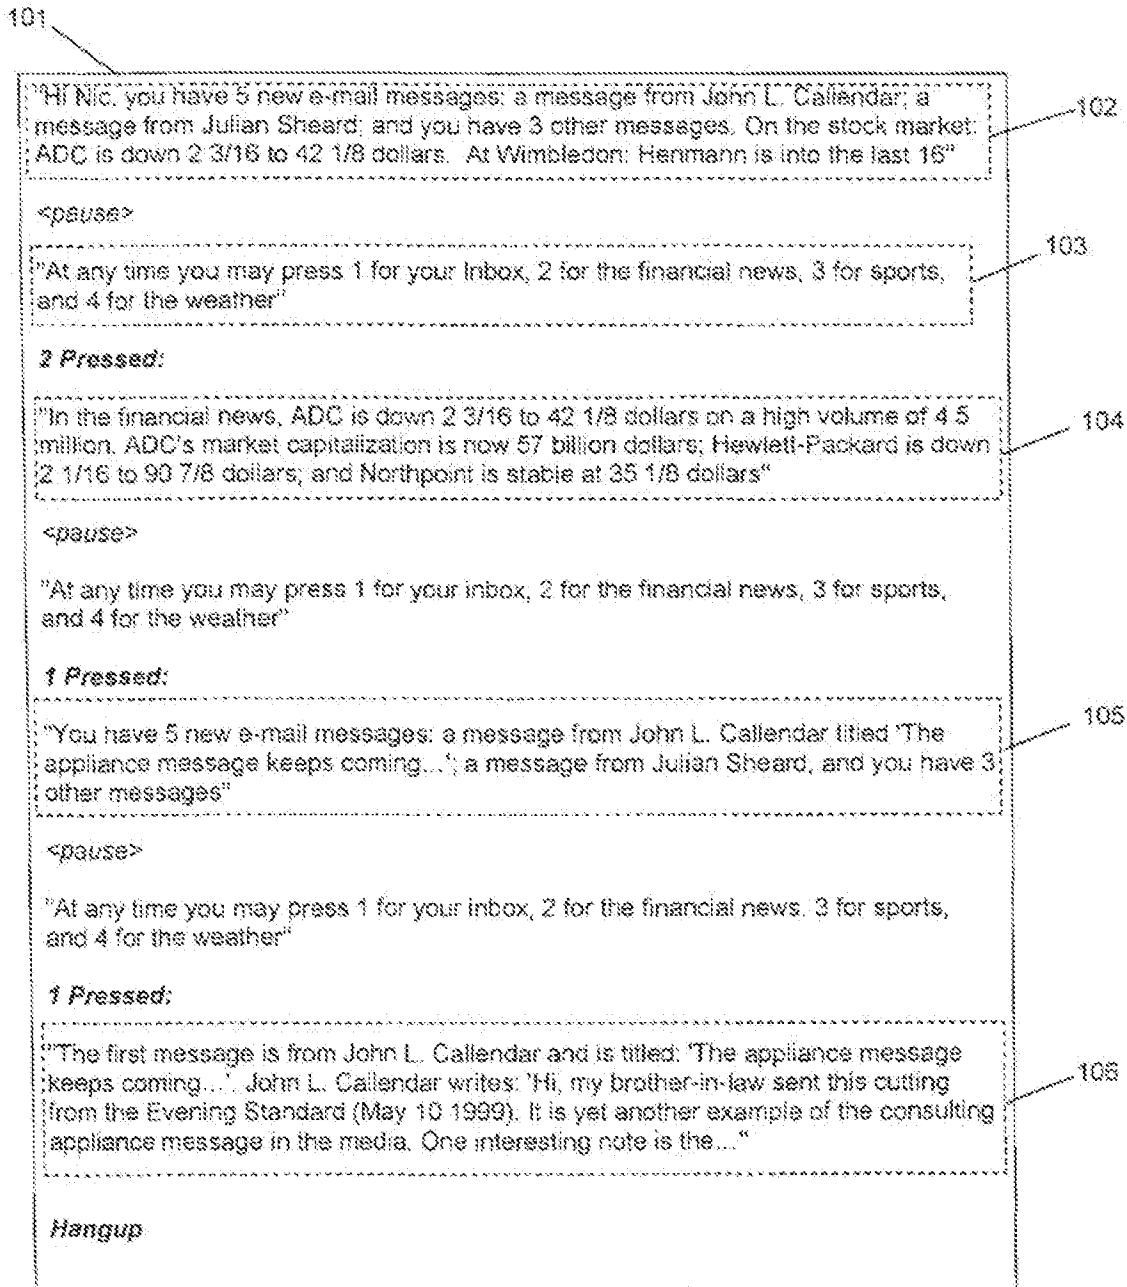 101
"Hi Nic, you have 5 new e-mail messages: a message from John L. Callendar; a
102
message from Julian Sheard; and you have 3 other messages. On the stock market:
ADC is down 2 3/16 to 42 1/8 dollars. At Wimbledon: Henmann is into the last 16"
<pause>
103
"At any time you may press 1 for your Inbox, 2 for the financial news, 3 for sports,
and 4 for the weather"
2 Pressed:
"In the financial news, ADC is down 2 3/16 to 42 1/8 dollars on a high volume of 4.5
104
million. ADC's market capitalization is now 57 billion dollars; Hewlett-Packard is down
2 1/16 to 90 7/8 dollars; and Northpoint is stable at 35 1/8 dollars"
<pause>
"At any time you may press 1 for your inbox, 2 for the financial news, 3 for sports,
and 4 for the weather"
1 Pressed:
105
"You have 5 new e-mail messages: a message from John L. Callendar titled 'The
appliance message keeps coming...'; a message from Julian Sheard, and you have 3
other messages"
<pause>
"At any time you may press 1 for your inbox, 2 for the financial news. 3 for sports,
and 4 for the weather"
1 Pressed:
"The first message is from John L. Callendar and is titled: 'The appliance message
keeps coming...'. John L. Callendar writes: 'Hi, my brother-in-law sent this cutting
106
from the Evening Standard (May 10 1999). It is yet another example of the consulting
appliance message in the media. One interesting note is the..."
Hangup